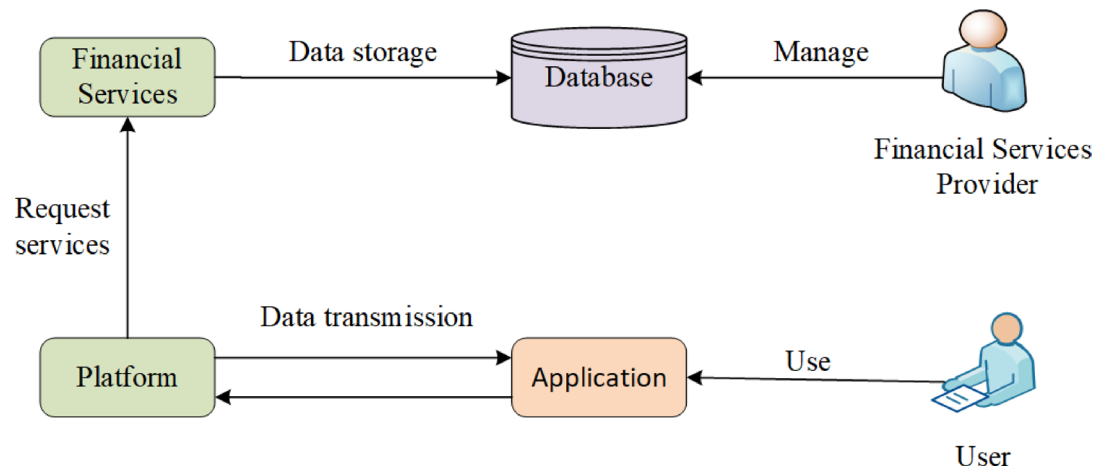 Financial
Services
Data storage
Database
Manage
Financial Services
Provider
Request
services
Platform
Data transmission
Application
Use
User